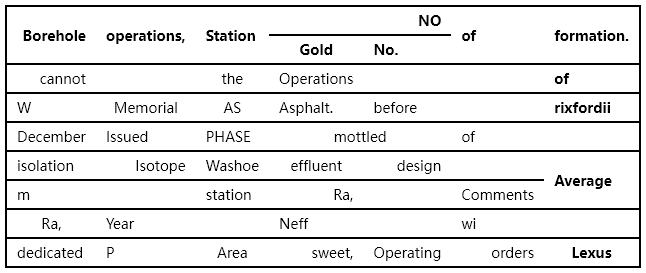 NO
Borehole operations, Station of formation.
Gold No.
cannot the Operations of
W Memorial AS Asphalt. before rixfordii
December Issued PHASE mottled of
isolation Isotope Washoe effluent design
Average
m station Ra, Comments
Ra, Year Neff wi
dedicated P Area sweet, Operating orders Lexus